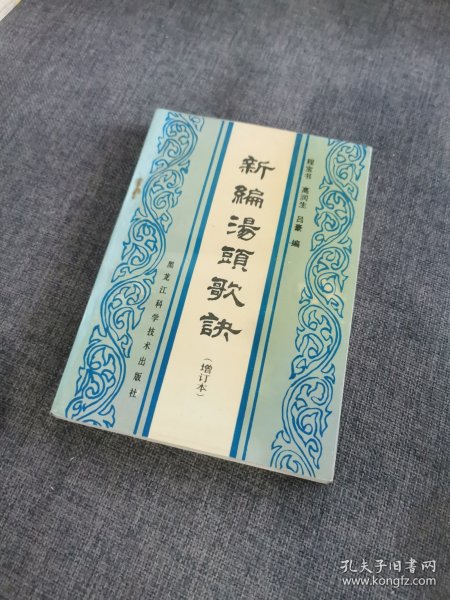 程宝书 高润生 吕豪 编
新編湯頭歌訣
(增订本)
黑龙江科学技术出版社
孔夫子旧书网
www.kongfz.com